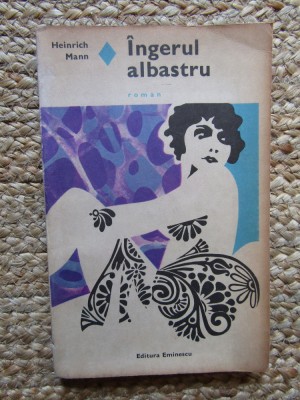 Heinrich
Mann
Îngerul
albastru
roman
Editura Eminescu